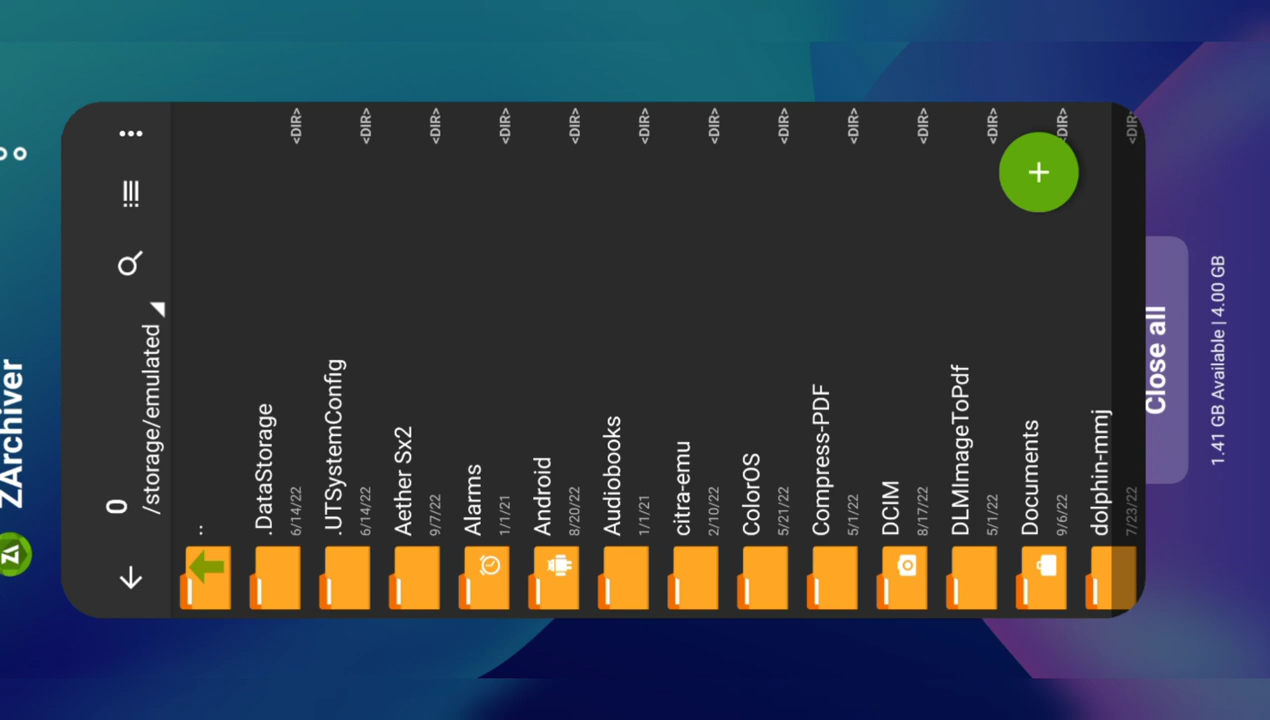 ZArchiver
0
/storage/emulated
..
.DataStorage
6/14/22 <DIR>
.UTSystemConfig
6/14/22 <DIR>
Aether Sx2
9/7/22 <DIR>
Alarms
1/1/21 <DIR>
Android
8/20/22 <DIR>
Audiobooks
1/1/21 <DIR>
citra-emu
2/10/22 <DIR>
ColorOS
5/21/22 <DIR>
Compress-PDF
5/1/22 <DIR>
DCIM
8/17/22 <DIR>
DLMImageToPdf
5/1/22 <DIR>
Documents
9/6/22 <DIR>
dolphin-mmj
7/23/22 <DIR>
Close all
1.41 GB Available | 4.00 GB